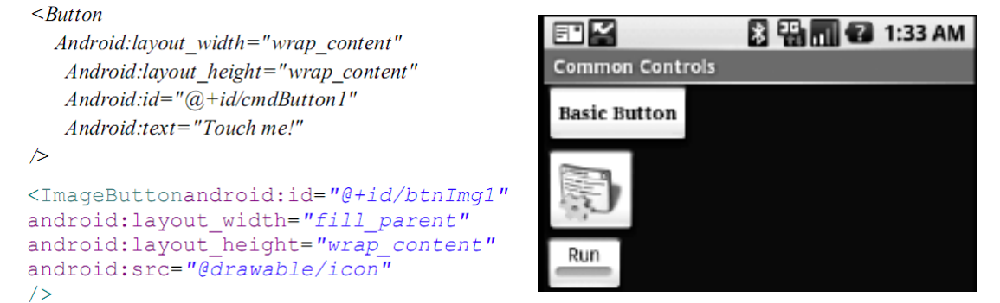 <Button
Android:layout_width="wrap_content"
Android:layout_height="wrap_content"
Android:id="@+id/cmdButton1"
Android:text="Touch me!"
/>
<ImageButtonandroid:id="@+id/btnImg1"
android:layout_width="fill_parent"
android:layout_height="wrap_content"
android:src="@drawable/icon"
/>
1:33 AM
Common Controls
Basic Button
Run